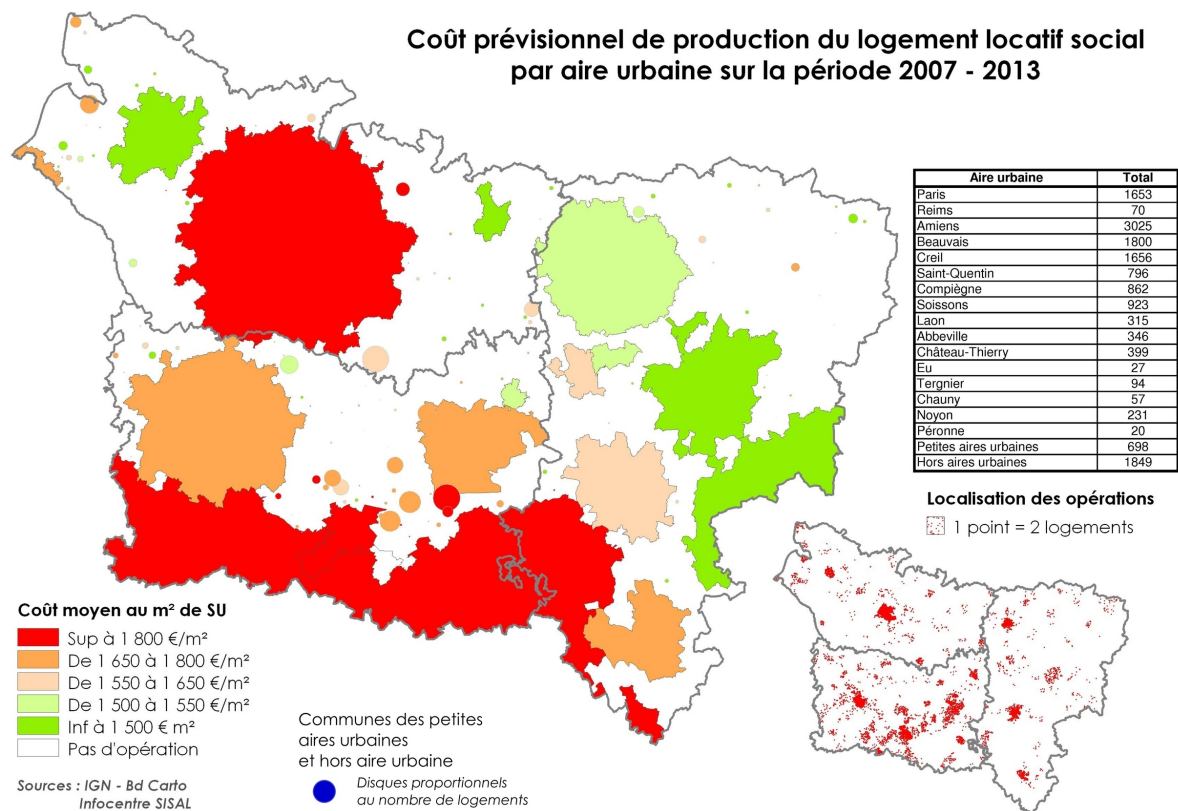 Coût prévisionnel de production du logement locatif social
par aire urbaine sur la période 2007 - 2013
Aire urbaine Total
Paris 1653
Reims 70
Amiens 3025
Beauvais 1800
Creil 1656
Saint-Quentin 796
Compiègne 862
Soissons 923
Laon 315
Abbeville 346
Château-Thierry 399
Eu 27
Tergnier 94
Chauny 57
Noyon 231
Péronne 20
Petites aires urbaines 698
Hors aires urbaines 1849
Localisation des opérations
1 point = 2 logements
Coût moyen au m² de SU
Sup à 1 800 €/m²
De 1 650 à 1 800 €/m²
De 1 550 à 1 650 €/m²
De 1 500 à 1 550 €/m²
Inf à 1 500 € m²
Pas d'opération
Communes des petites
aires urbaines
et hors aire urbaine
Disques proportionnels
au nombre de logements
Sources : IGN - Bd Carto
Infocentre SISAL